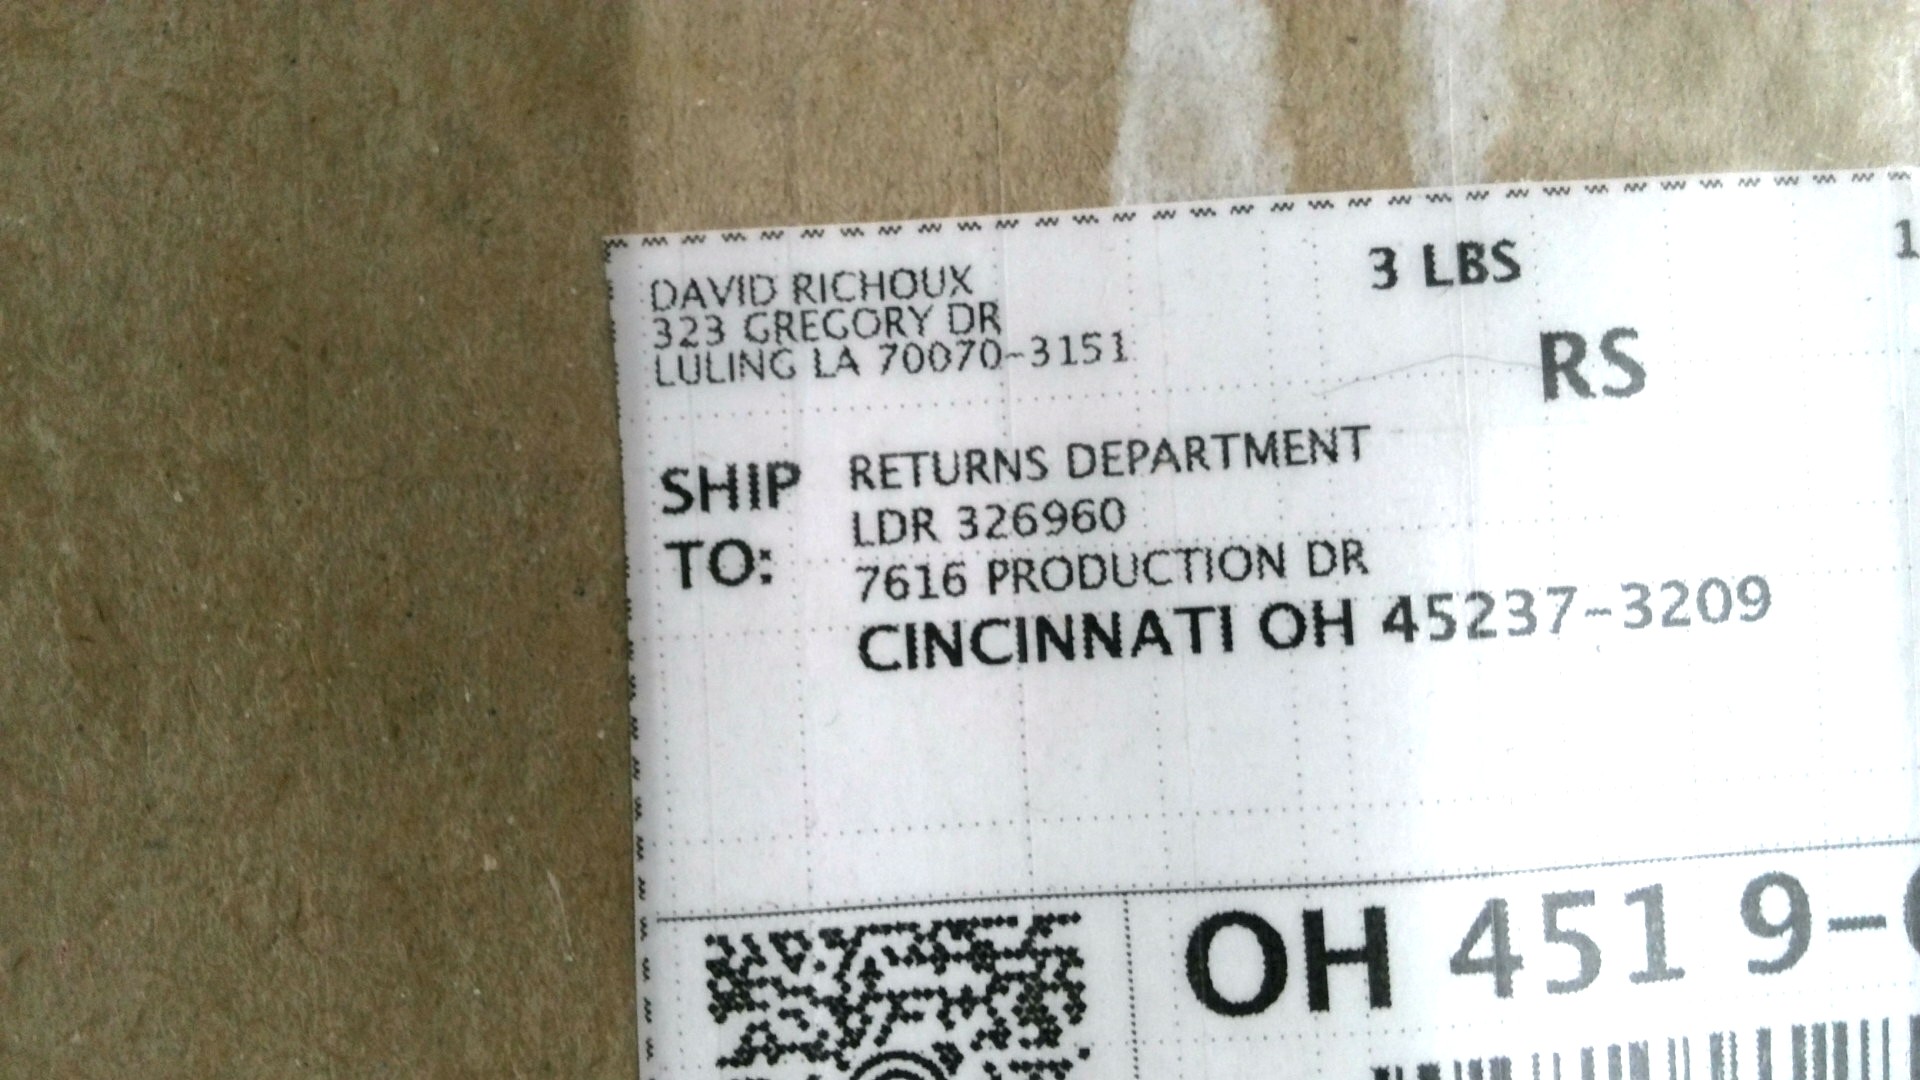 DAVID RICHOUX
323 GREGORY DR
LULING LA 70070-3151
3 LBS
1
RS
SHIP TO:
RETURNS DEPARTMENT
LDR 326960
7616 PRODUCTION DR
CINCINNATI OH 45237-3209
OH 451 9-